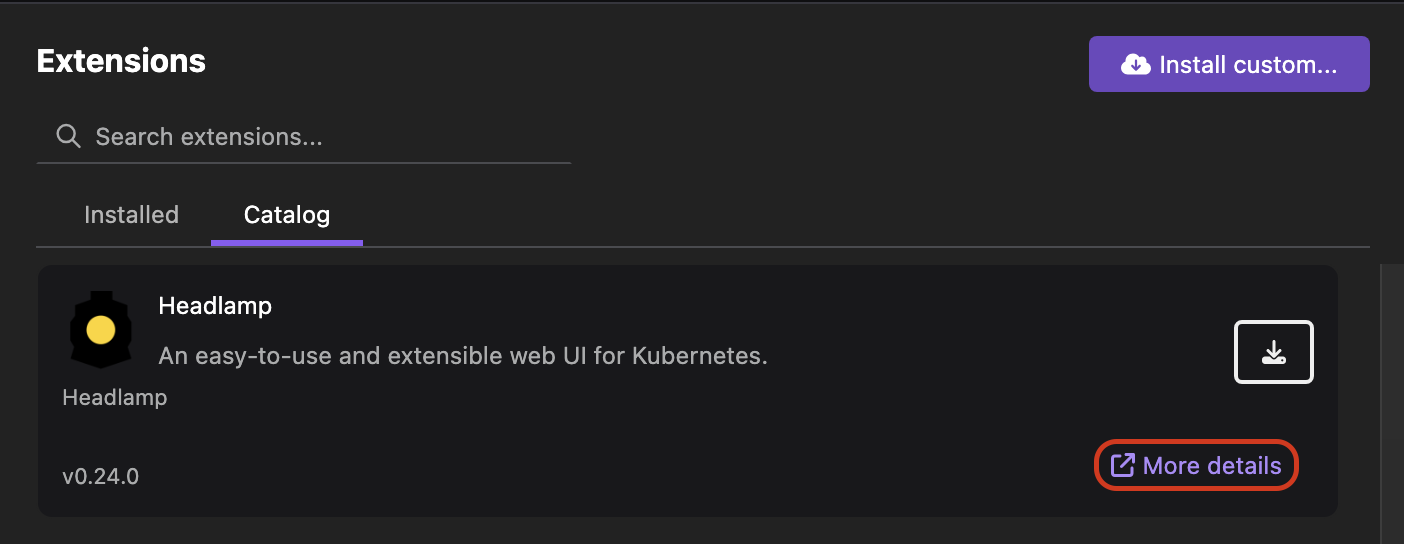 Extensions
Install custom...
Search extensions...
Installed
Catalog
Headlamp
An easy-to-use and extensible web UI for Kubernetes.
Headlamp
v0.24.0
More details